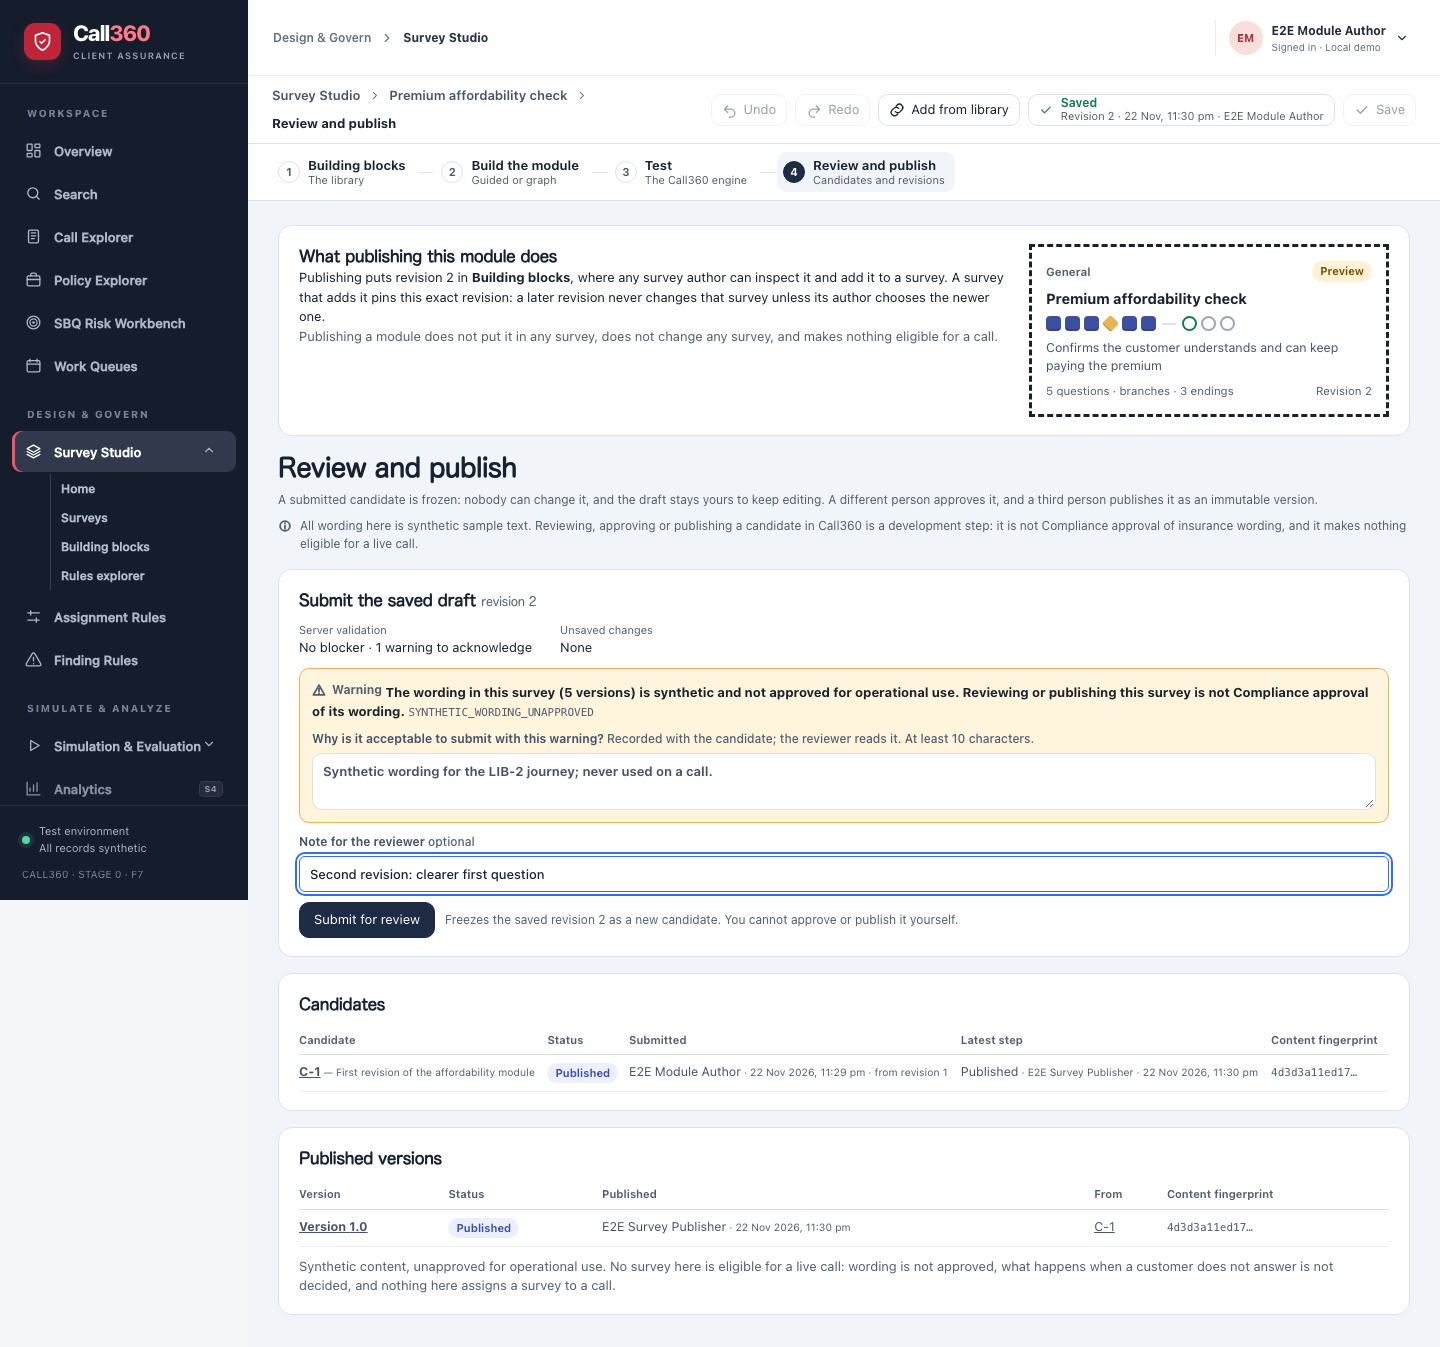 Call360
CLIENT ASSURANCE
WORKSPACE
Overview
Search
Call Explorer
Policy Explorer
SBQ Risk Workbench
Work Queues
DESIGN & GOVERN
Survey Studio
Home
Surveys
Building blocks
Rules explorer
Assignment Rules
Finding Rules
SIMULATE & ANALYZE
Simulation & Evaluation
Analytics S4
Test environment
All records synthetic
CALL360 · STAGE 0 · F7
Design & Govern > Survey Studio
EM E2E Module Author
Signed in · Local demo
Survey Studio > Premium affordability check >
Review and publish
Undo Redo Add from library
Saved
Revision 2 · 22 Nov, 11:30 pm · E2E Module Author
Save
1 Building blocks
The library
2 Build the module
Guided or graph
3 Test
The Call360 engine
4 Review and publish
Candidates and revisions
What publishing this module does
Publishing puts revision 2 in Building blocks, where any survey author can inspect it and add it to a survey. A survey
that adds it pins this exact revision: a later revision never changes that survey unless its author chooses the newer
one.
Publishing a module does not put it in any survey, does not change any survey, and makes nothing eligible for a call.
General Preview
Premium affordability check
Confirms the customer understands and can keep
paying the premium
5 questions · branches · 3 endings Revision 2
Review and publish
A submitted candidate is frozen: nobody can change it, and the draft stays yours to keep editing. A different person approves it, and a third person publishes it as an immutable version.
All wording here is synthetic sample text. Reviewing, approving or publishing a candidate in Call360 is a development step: it is not Compliance approval of insurance wording, and it makes nothing
eligible for a live call.
Submit the saved draft revision 2
Server validation Unsaved changes
No blocker · 1 warning to acknowledge None
Warning The wording in this survey (5 versions) is synthetic and not approved for operational use. Reviewing or publishing this survey is not Compliance approval
of its wording. SYNTHETIC_WORDING_UNAPPROVED
Why is it acceptable to submit with this warning? Recorded with the candidate; the reviewer reads it. At least 10 characters.
Synthetic wording for the LIB-2 journey; never used on a call.
Note for the reviewer optional
Second revision: clearer first question
Submit for review Freezes the saved revision 2 as a new candidate. You cannot approve or publish it yourself.
Candidates
Candidate Status Submitted Latest step Content fingerprint
C-1 — First revision of the affordability module Published E2E Module Author · 22 Nov 2026, 11:29 pm · from revision 1 Published · E2E Survey Publisher · 22 Nov 2026, 11:30 pm 4d3d3a11ed17…
Published versions
Version Status Published From Content fingerprint
Version 1.0 Published E2E Survey Publisher · 22 Nov 2026, 11:30 pm C-1 4d3d3a11ed17…
Synthetic content, unapproved for operational use. No survey here is eligible for a live call: wording is not approved, what happens when a customer does not answer is not
decided, and nothing here assigns a survey to a call.